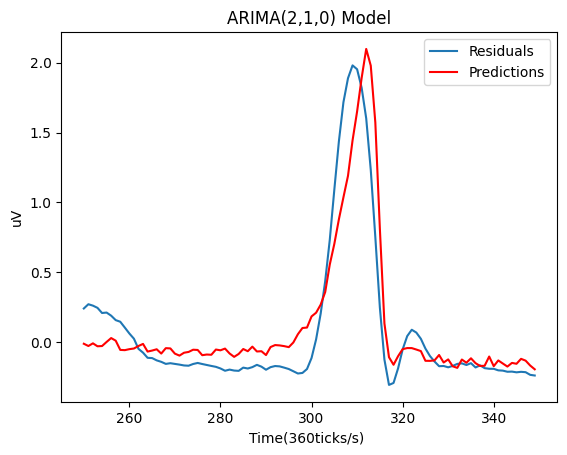 ARIMA(2,1,0) Model
Residuals
Predictions
2.0
1.5
1.0
0.5
0.0
uV
260
280
300
320
340
Time(360ticks/s)